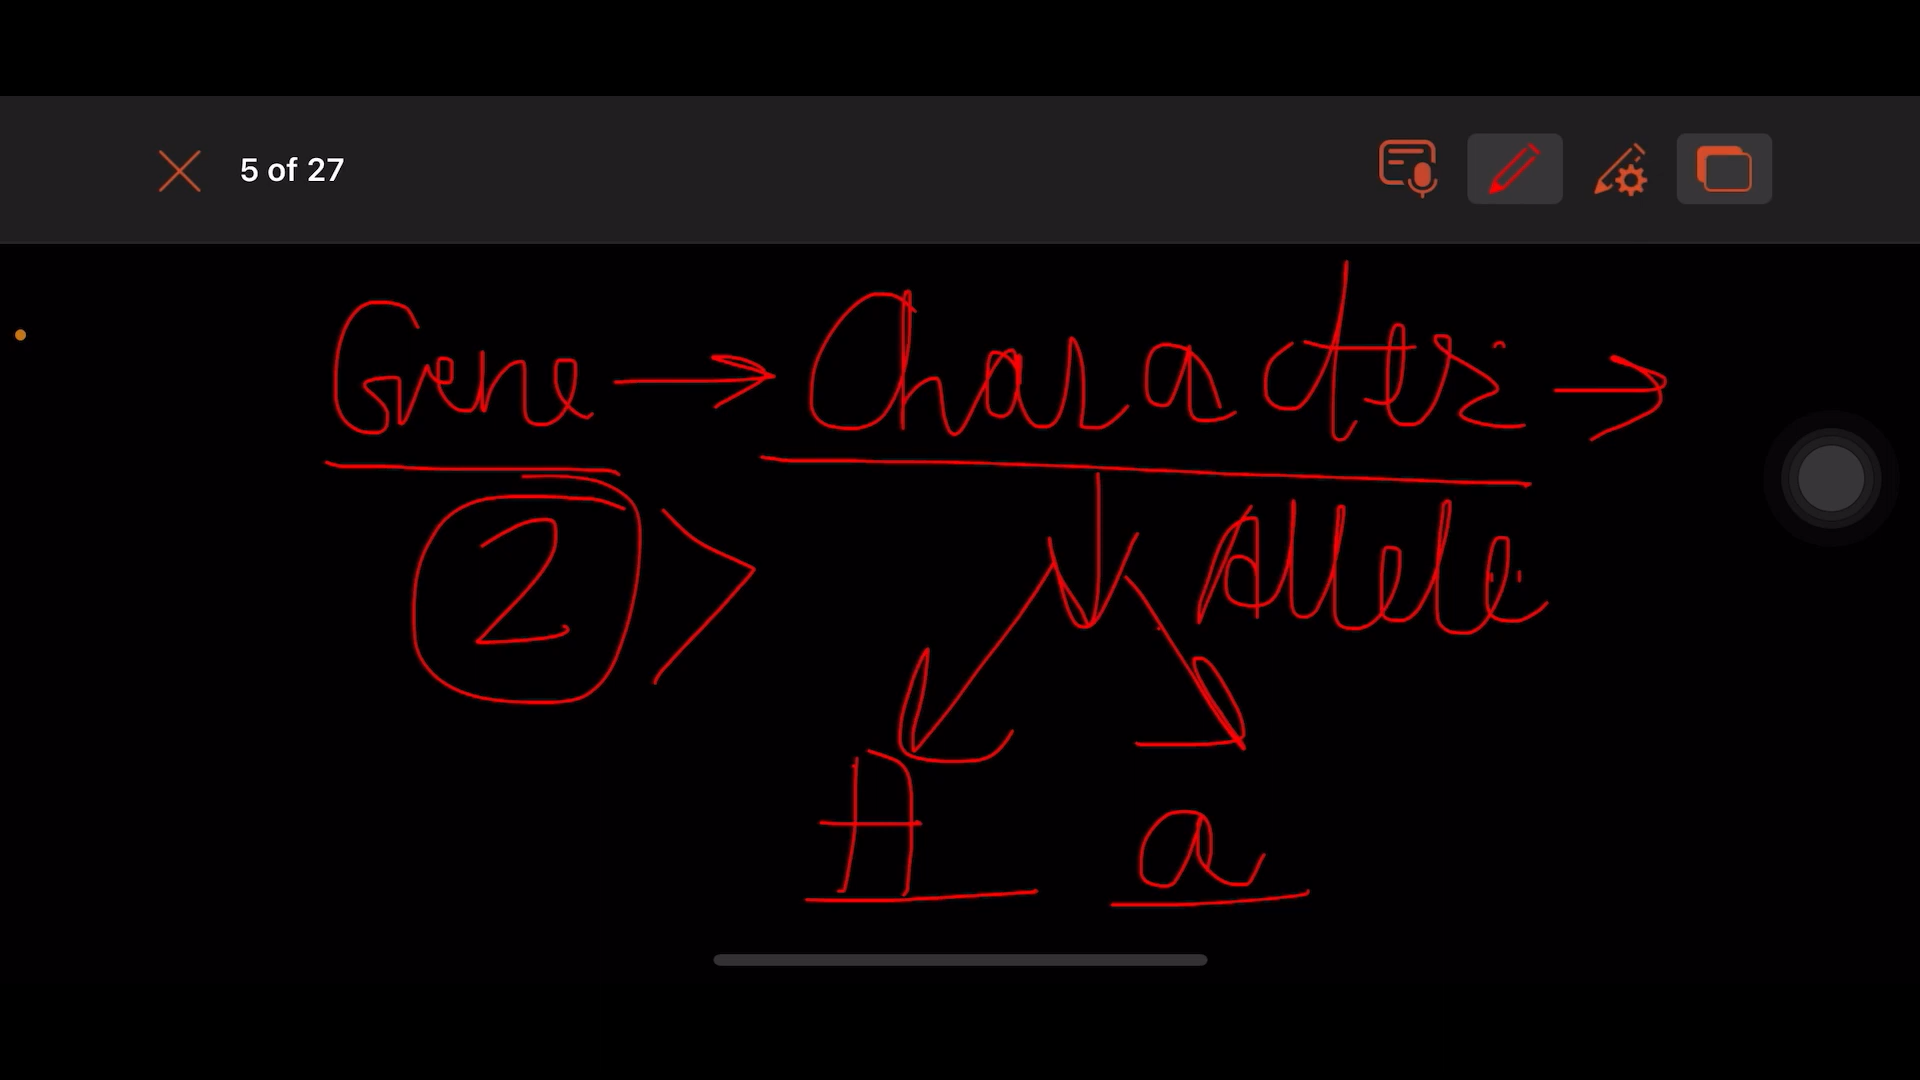 5 of 27
Gene → Character →
2 > Allele
A a